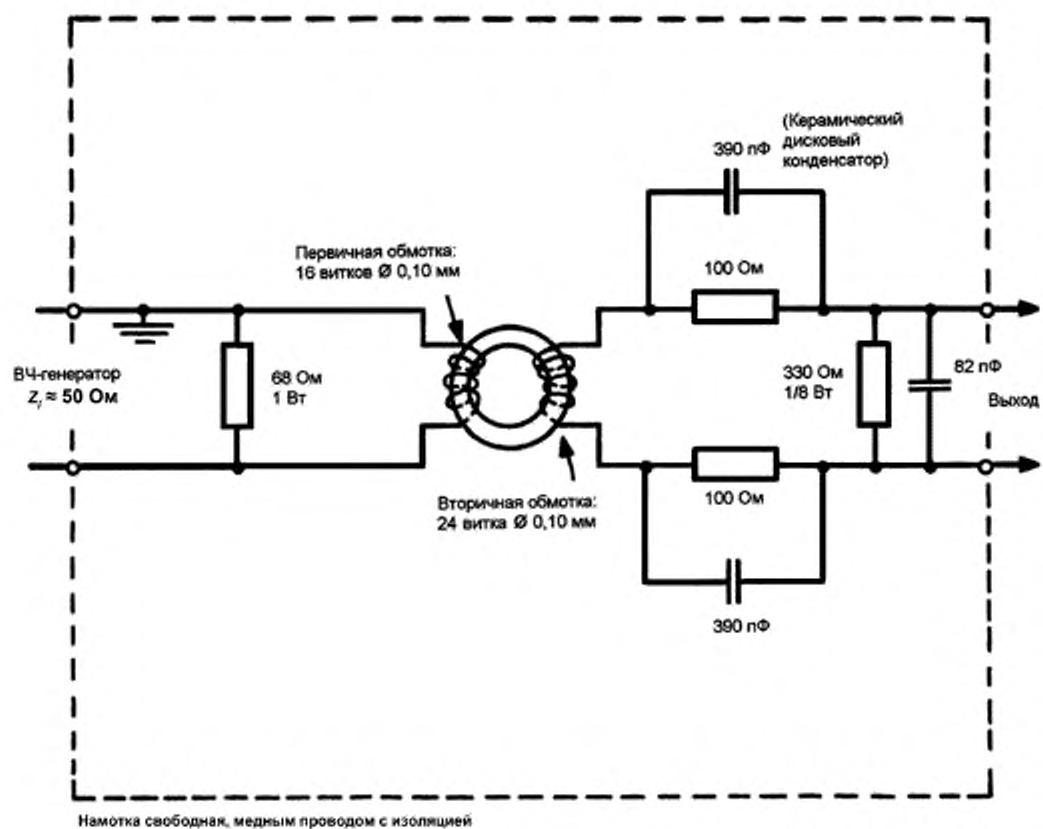 (Керамический
дисковый
конденсатор)
390 пФ
Первичная обмотка:
16 витков Ø 0,10 мм
100 Ом
ВЧ-генератор
Zᵢ ≈ 50 Ом
68 Ом
1 Вт
330 Ом
1/8 Вт
82 пФ
Выход
Вторичная обмотка:
24 витка Ø 0,10 мм
100 Ом
390 пФ
Намотка свободная, медным проводом с изоляцией